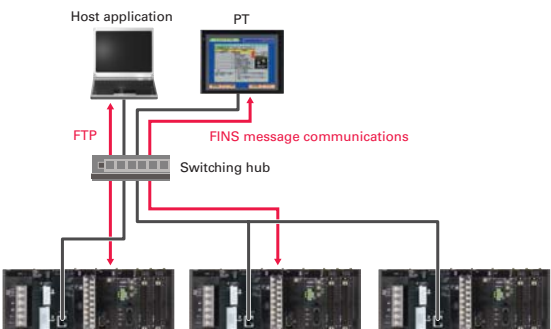 Host application
PT
FTP
FINS message communications
Switching hub